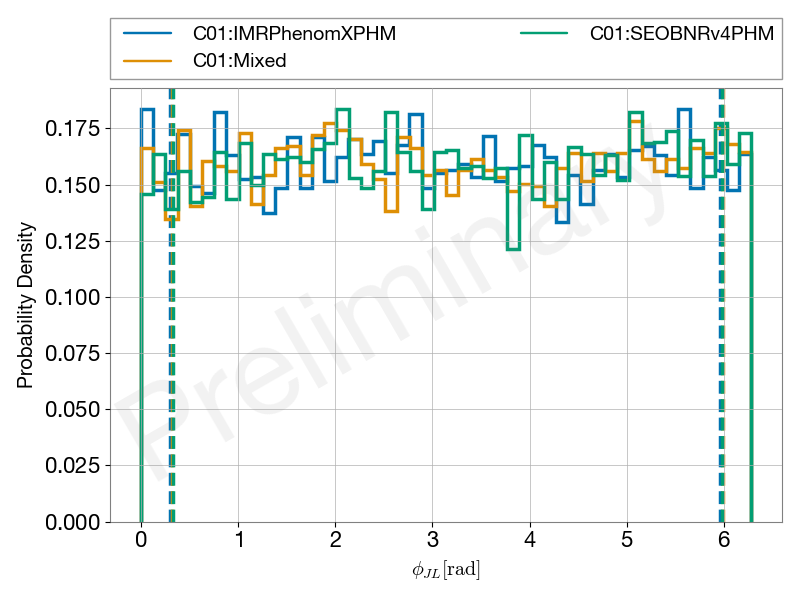 C01:IMRPhenomXPHM
C01:Mixed
C01:SEOBNRv4PHM
0.175
0.150
0.125
0.100
0.075
0.050
0.025
0.000
Probability Density
Preliminary
0 1 2 3 4 5 6
ϕ_JL[rad]